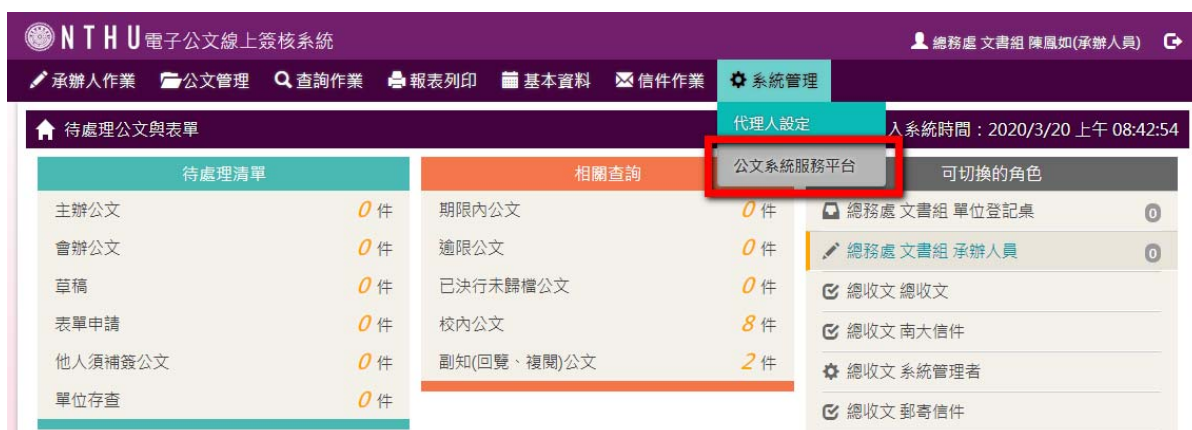 NTHU電子公文線上簽核系統
總務處 文書組 陳鳳如(承辦人員)
承辦人作業 公文管理 查詢作業 報表列印 基本資料 信件作業 系統管理
代理人設定
公文系統服務平台
待處理公文與表單
入系統時間：2020/3/20 上午 08:42:54
待處理清單
主辦公文 0 件
會辦公文 0 件
草稿 0 件
表單申請 0 件
他人須補簽公文 0 件
單位存查 0 件
相關查詢
期限內公文 0 件
逾限公文 0 件
已決行未歸檔公文 0 件
校內公文 8 件
副知(回覽、複閱)公文 2 件
可切換的角色
總務處 文書組 單位登記桌 0
總務處 文書組 承辦人員 0
總收文 總收文
總收文 南大信件
總收文 系統管理者
總收文 郵寄信件